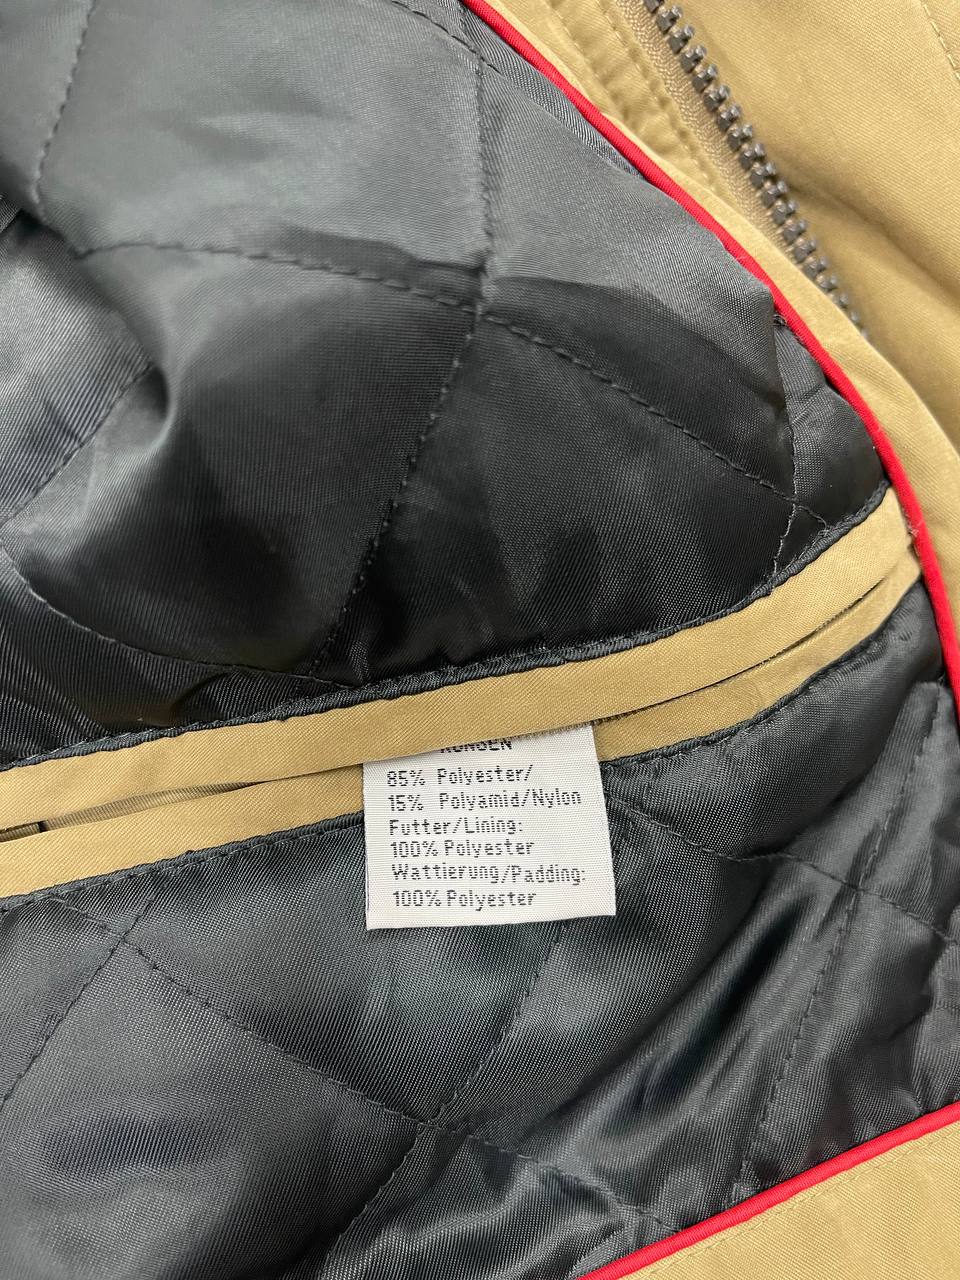 85% Polyester/
15% Polyamid/Nylon
Futter/Lining:
100% Polyester
Wattierung/Padding:
100% Polyester